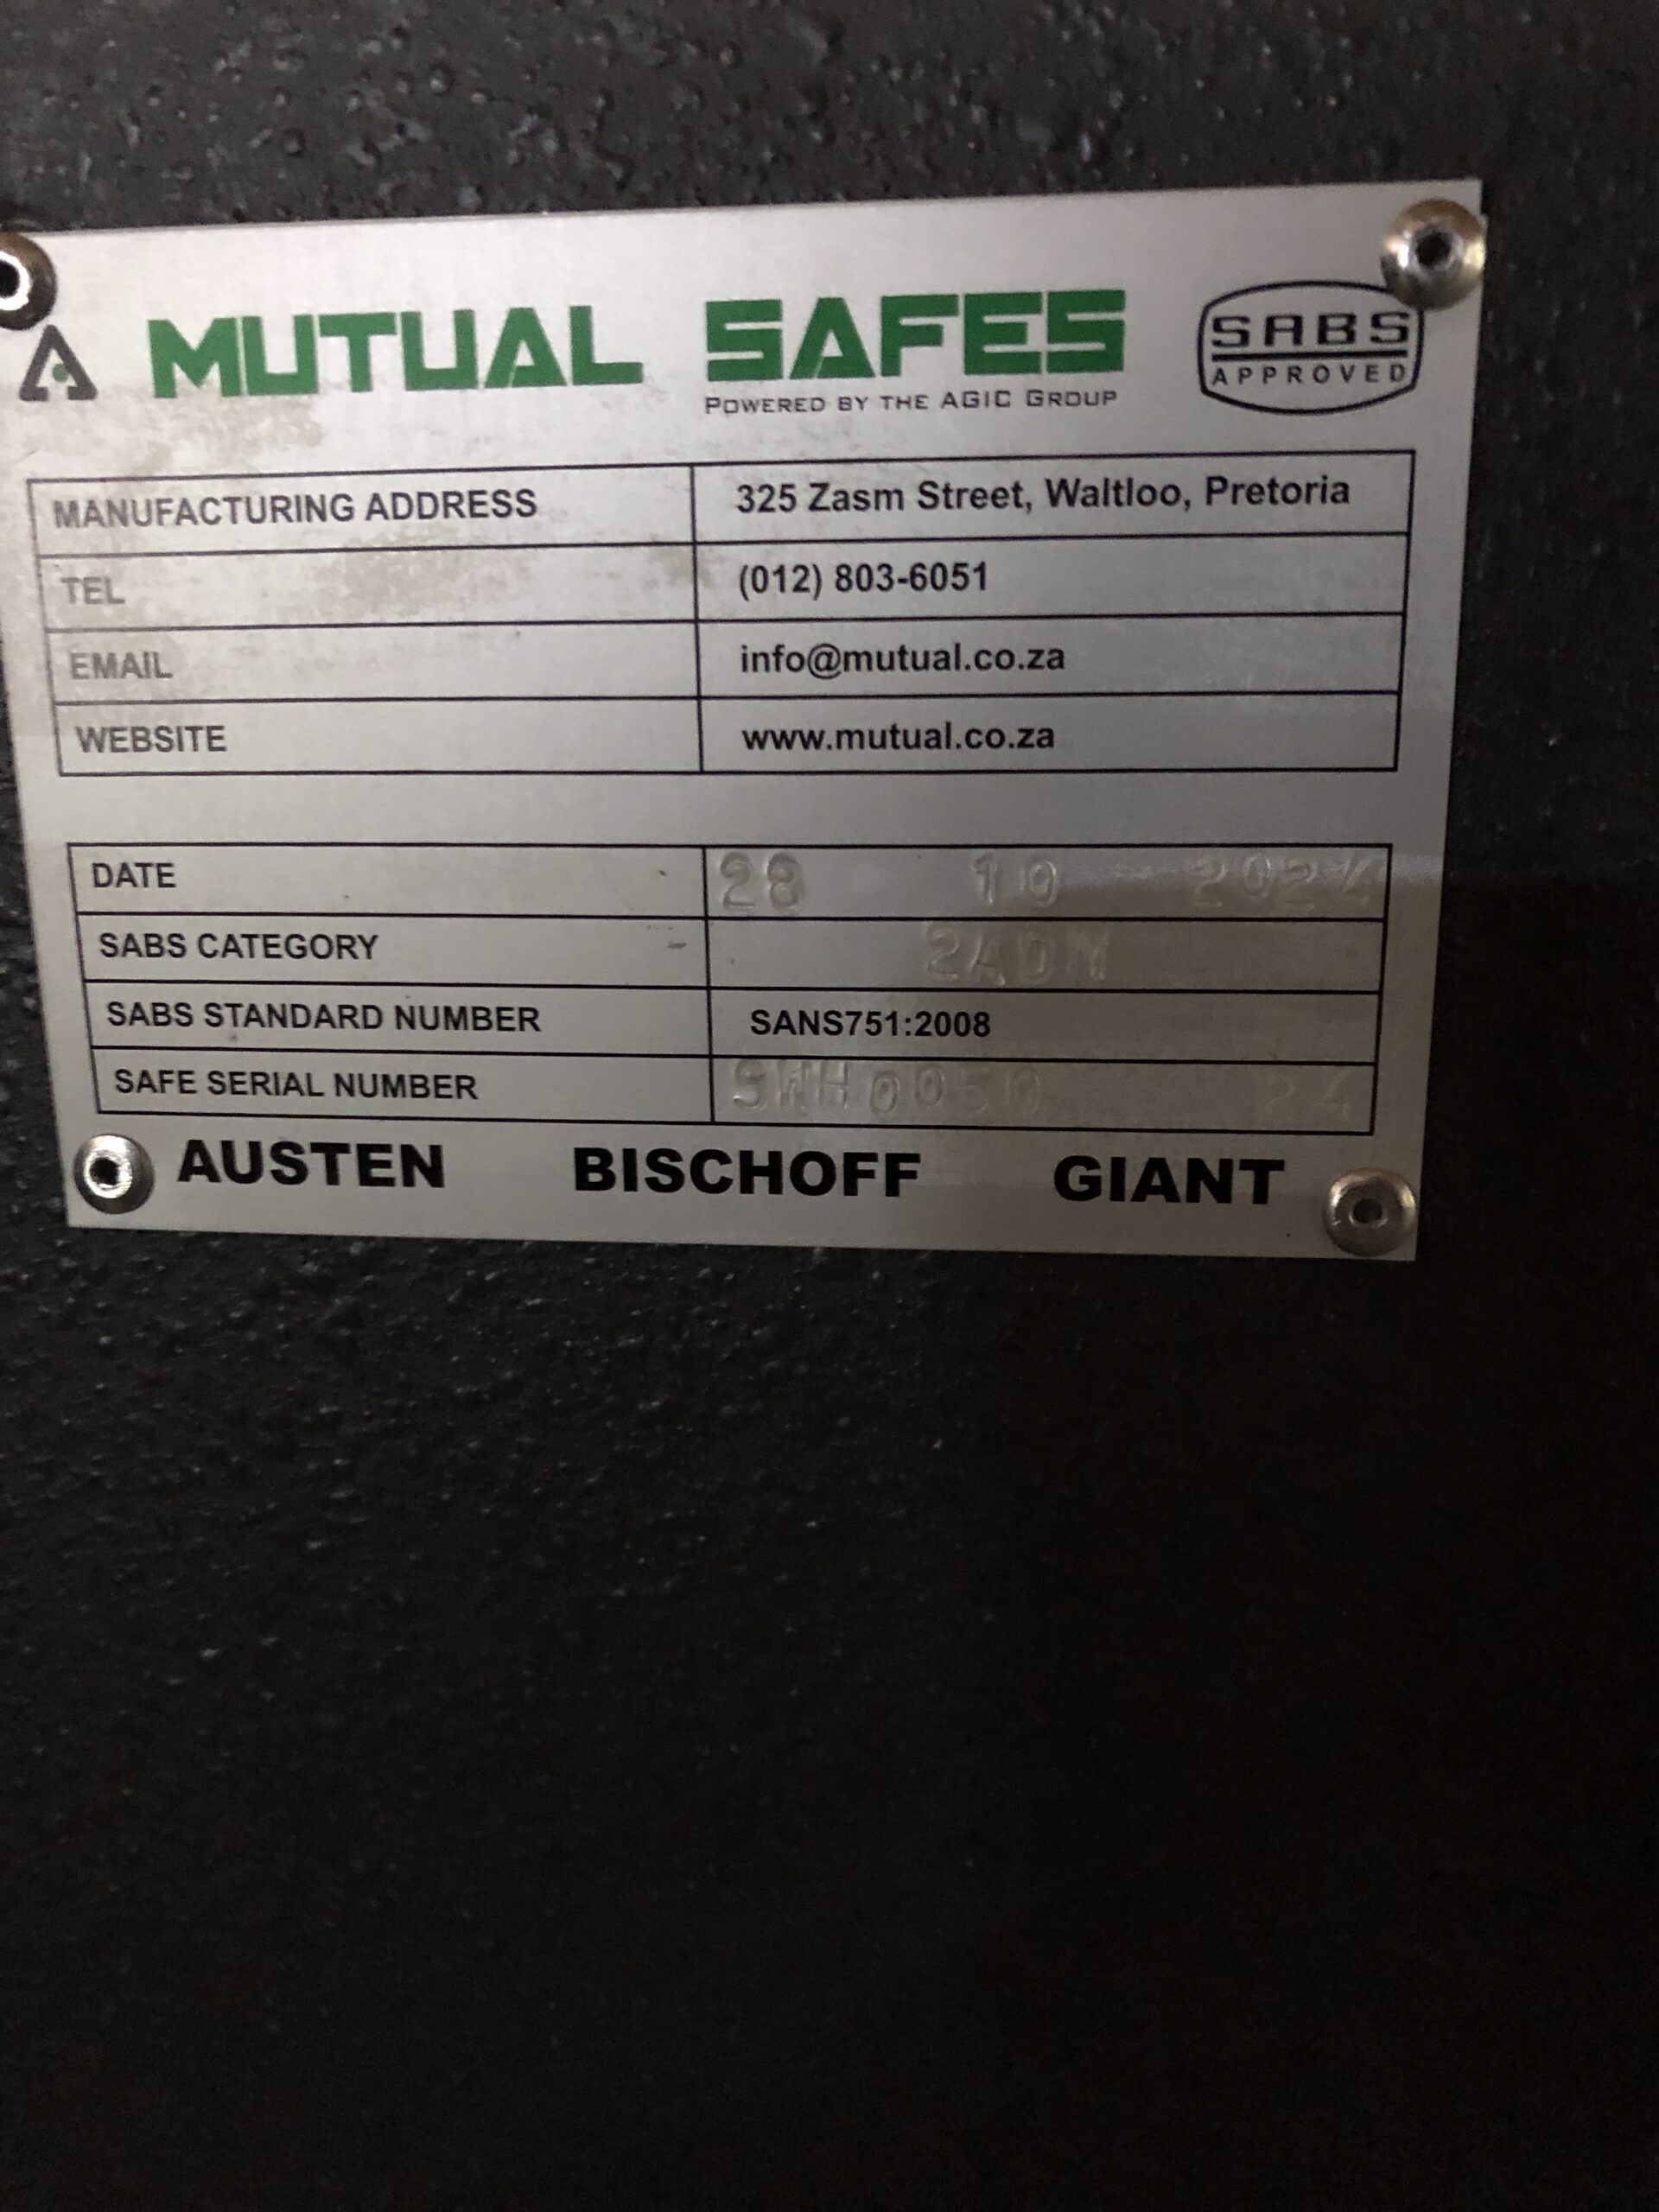 MUTUAL SAFES
POWERED BY THE AGIC GROUP
SABS
APPROVED
MANUFACTURING ADDRESS 325 Zasm Street, Waltloo, Pretoria
TEL (012) 803-6051
EMAIL info@mutual.co.za
WEBSITE www.mutual.co.za
DATE 28 10 2024
SABS CATEGORY 2ADM
SABS STANDARD NUMBER SANS751:2008
SAFE SERIAL NUMBER 24
AUSTEN BISCHOFF GIANT